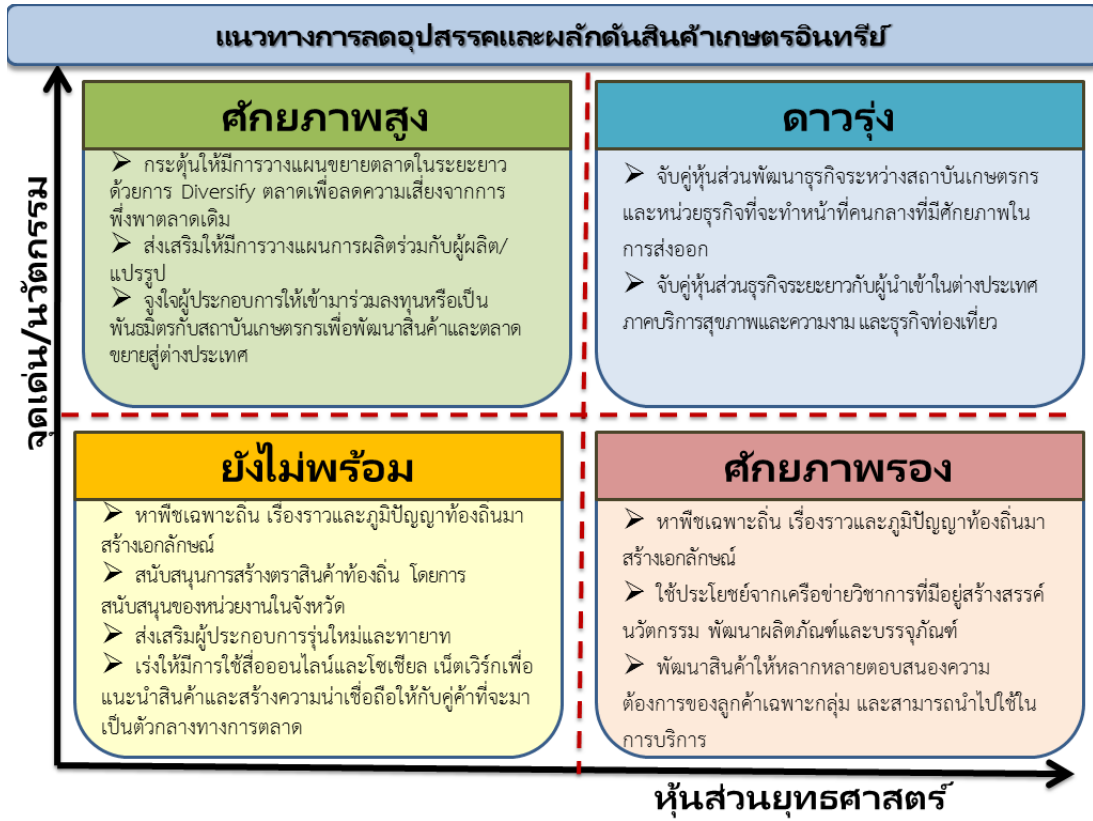 แนวทางการลดอุปสรรคและผลักดันสินค้าเกษตรอินทรีย์
จุดเด่น/นวัตกรรม
ศักยภาพสูง
➢ กระตุ้นให้มีการวางแผนขยายตลาดในระยะยาว
ด้วยการ Diversify ตลาดเพื่อลดความเสี่ยงจากการ
พึ่งพาตลาดเดิม
➢ ส่งเสริมให้มีการวางแผนการผลิตร่วมกับผู้ผลิต/
แปรรูป
➢ จูงใจผู้ประกอบการให้เข้ามาร่วมลงทุนหรือเป็น
พันธมิตรกับสถาบันเกษตรกรเพื่อพัฒนาสินค้าและตลาด
ขยายสู่ต่างประเทศ
ดาวรุ่ง
➢ จับคู่หุ้นส่วนพัฒนาธุรกิจระหว่างสถาบันเกษตรกร
และหน่วยธุรกิจที่จะทำหน้าที่คนกลางที่มีศักยภาพใน
การส่งออก
➢ จับคู่หุ้นส่วนธุรกิจระยะยาวกับผู้นำเข้าในต่างประเทศ
ภาคบริการสุขภาพและความงาม และธุรกิจท่องเที่ยว
ยังไม่พร้อม
➢ หาพืชเฉพาะถิ่น เรื่องราวและภูมิปัญญาท้องถิ่นมา
สร้างเอกลักษณ์
➢ สนับสนุนการสร้างตราสินค้าท้องถิ่น โดยการ
สนับสนุนของหน่วยงานในจังหวัด
➢ ส่งเสริมผู้ประกอบการรุ่นใหม่และทายาท
➢ เร่งให้มีการใช้สื่อออนไลน์และโซเชียล เน็ตเวิร์กเพื่อ
แนะนำสินค้าและสร้างความน่าเชื่อถือให้กับคู่ค้าที่จะมา
เป็นตัวกลางทางการตลาด
ศักยภาพรอง
➢ หาพืชเฉพาะถิ่น เรื่องราวและภูมิปัญญาท้องถิ่นมา
สร้างเอกลักษณ์
➢ ใช้ประโยชย์จากเครือข่ายวิชาการที่มีอยู่สร้างสรรค์
นวัตกรรม พัฒนาผลิตภัณฑ์และบรรจุภัณฑ์
➢ พัฒนาสินค้าให้หลากหลายตอบสนองความ
ต้องการของลูกค้าเฉพาะกลุ่ม และสามารถนำไปใช้ใน
การบริการ
หุ้นส่วนยุทธศาสตร์